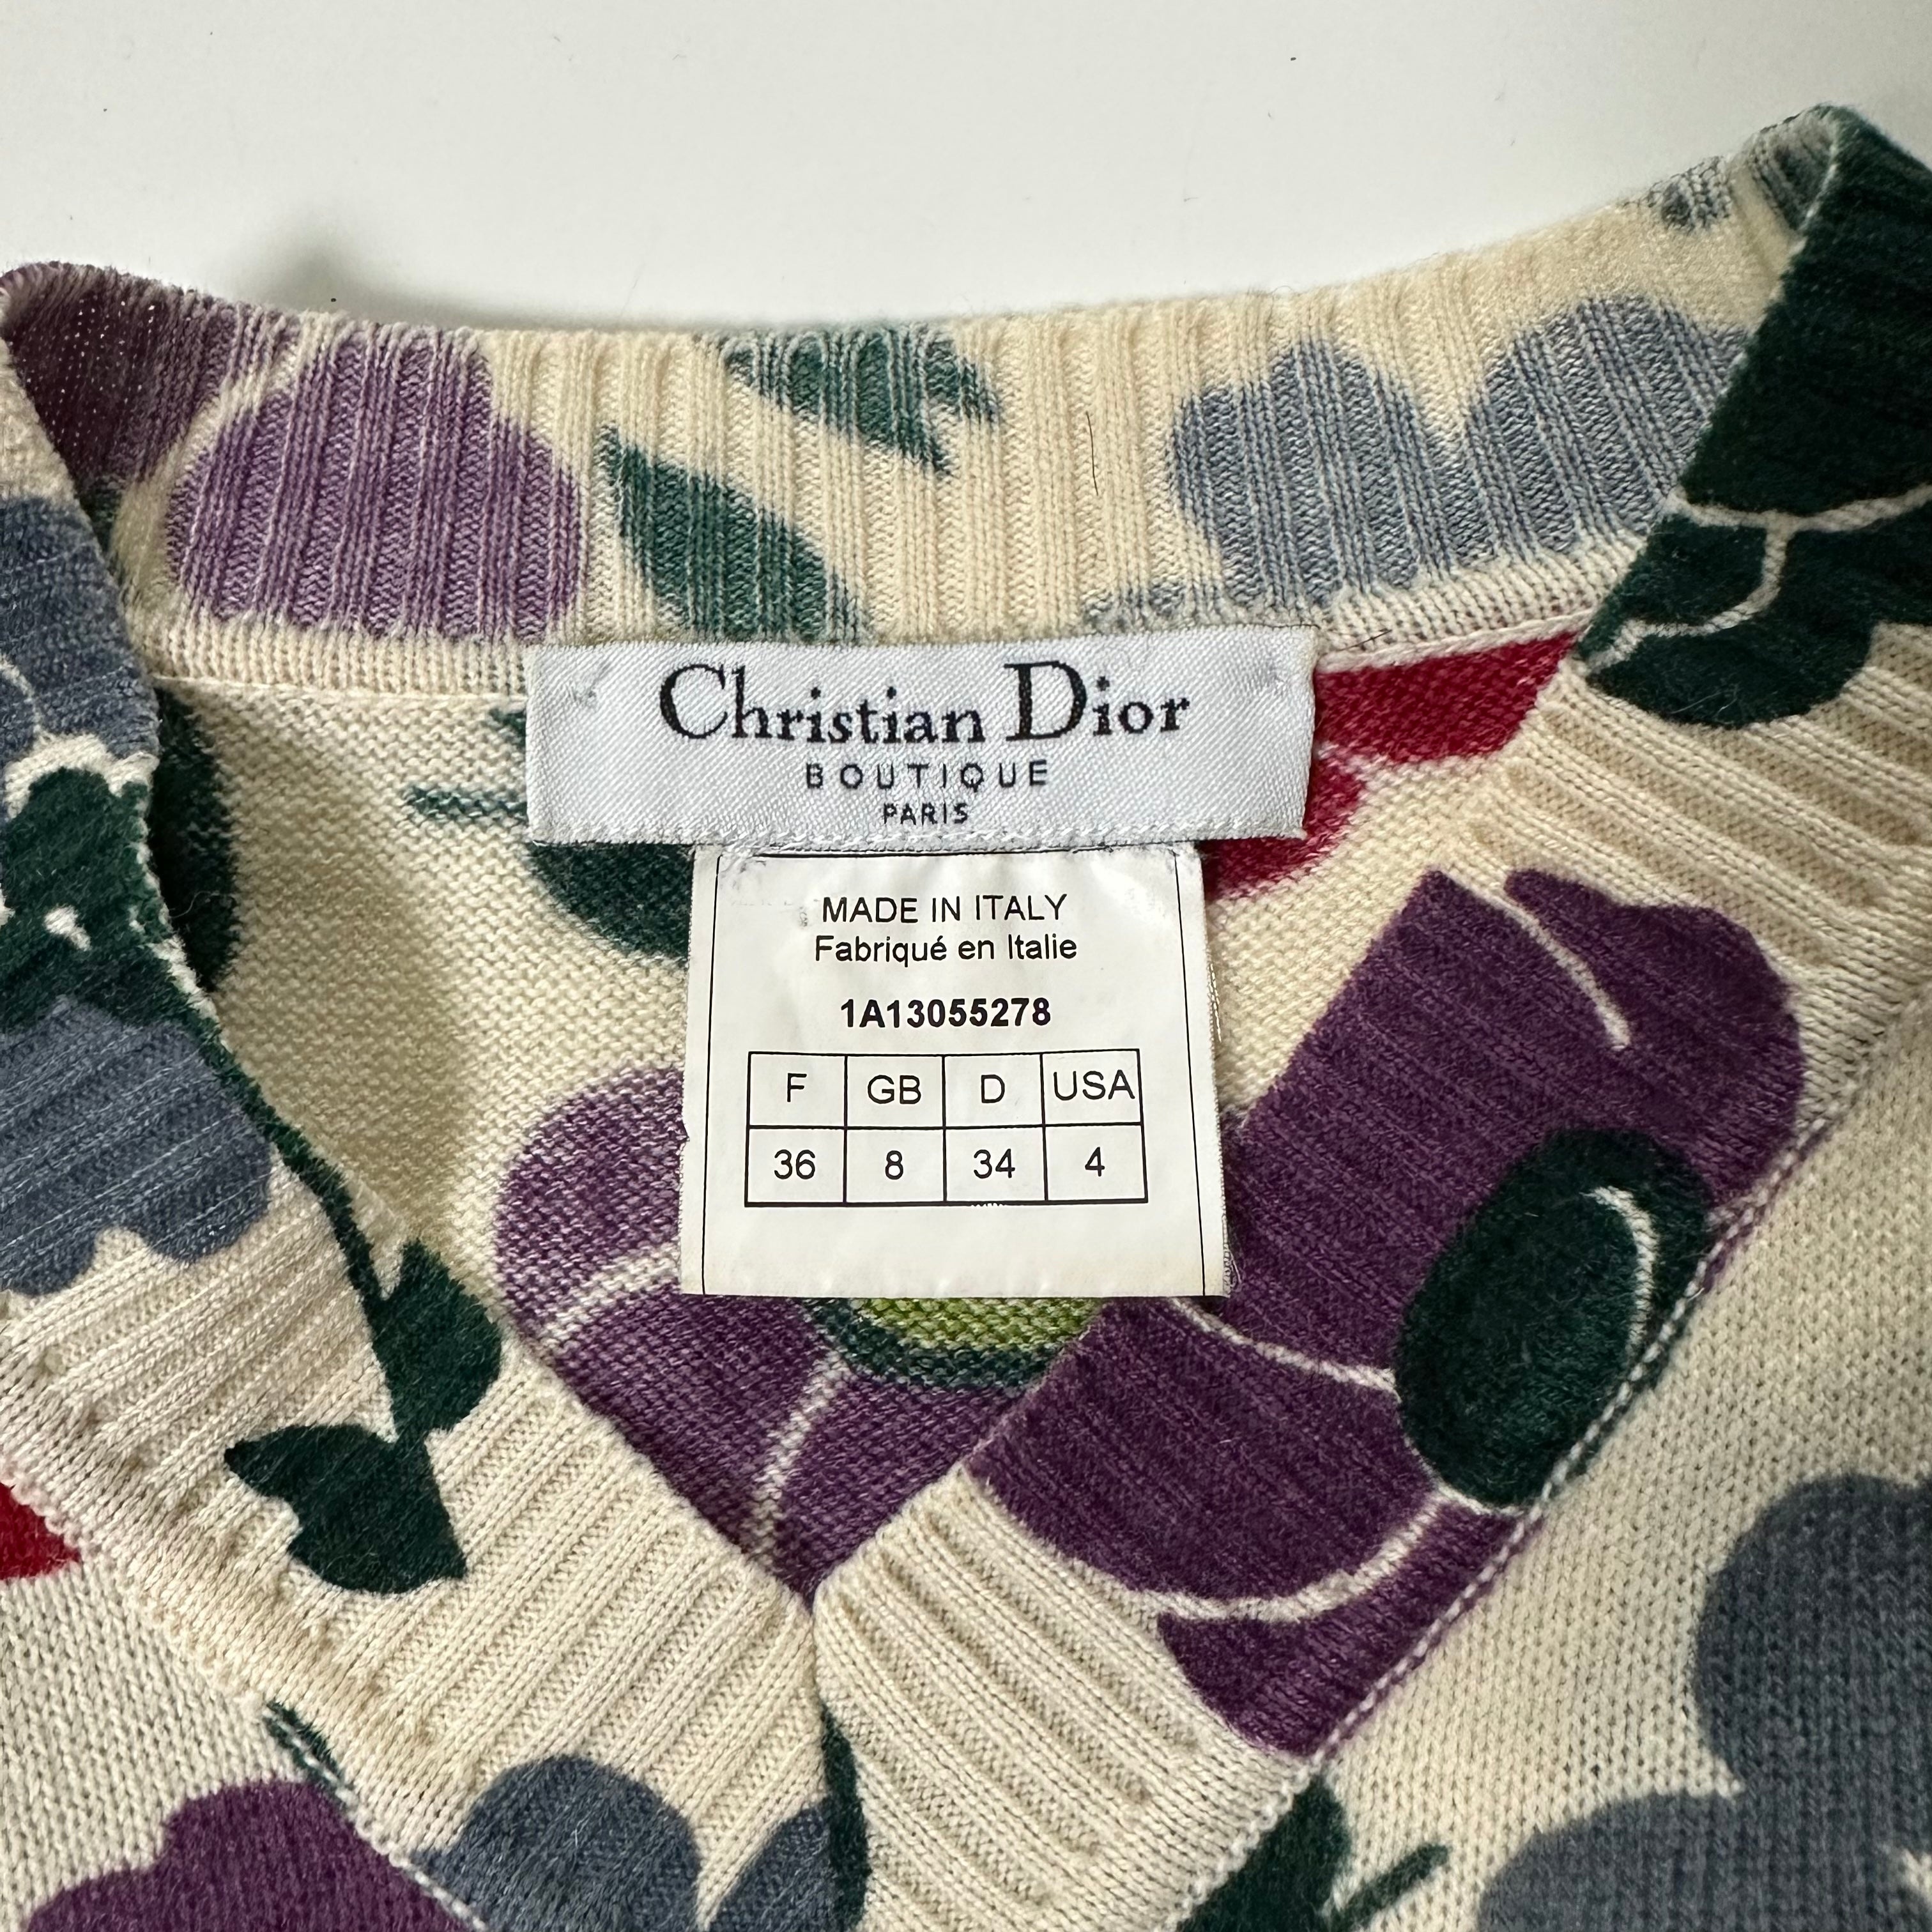 Christian Dior
BOUTIQUE
PARIS
MADE IN ITALY
Fabriqué en Italie
1A13055278
F GB D USA
36 8 34 4